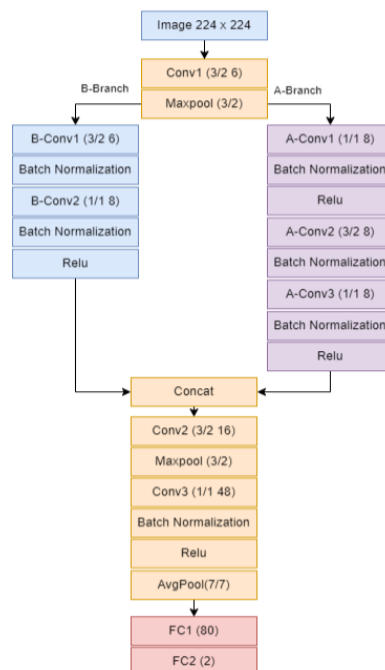 Image 224 x 224
Conv1 (3/2 6)
Maxpool (3/2)
B-Branch
A-Branch
B-Conv1 (3/2 6)
Batch Normalization
B-Conv2 (1/1 8)
Batch Normalization
Relu
A-Conv1 (1/1 8)
Batch Normalization
Relu
A-Conv2 (3/2 8)
Batch Normalization
A-Conv3 (1/1 8)
Batch Normalization
Relu
Concat
Conv2 (3/2 16)
Maxpool (3/2)
Conv3 (1/1 48)
Batch Normalization
Relu
AvgPool(7/7)
FC1 (80)
FC2 (2)